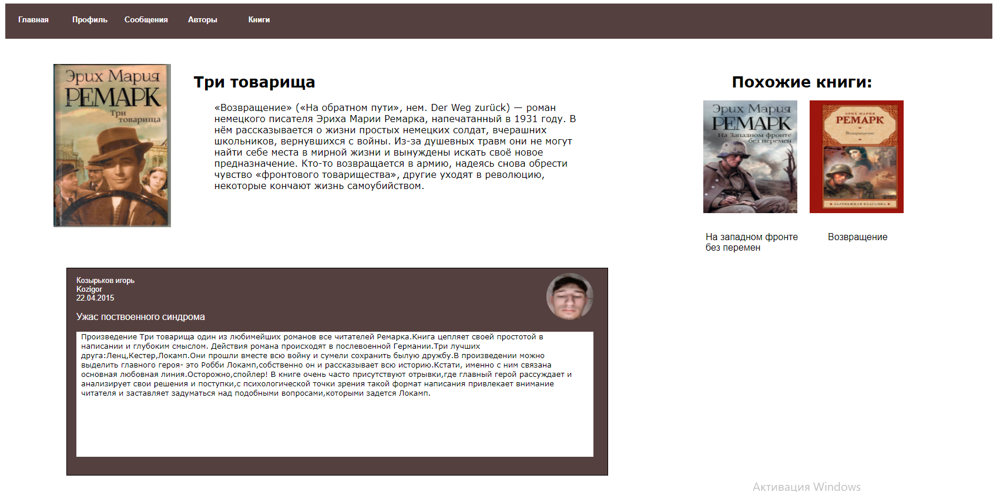 Главная Профиль Сообщения Авторы Книги
Эрих Мария
РЕМАРК
Три
товарища
Три товарища
«Возвращение» («На обратном пути», нем. Der Weg zurück) — роман
немецкого писателя Эриха Марии Ремарка, напечатанный в 1931 году. В
нём рассказывается о жизни простых немецких солдат, вчерашних
школьников, вернувшихся с войны. Из-за душевных травм они не могут
найти себе места в мирной жизни и вынуждены искать своё новое
предназначение. Кто-то возвращается в армию, надеясь снова обрести
чувство «фронтового товарищества», другие уходят в революцию,
некоторые кончают жизнь самоубийством.
Похожие книги:
Эрих Мария
РЕМАРК
На Западном фронте
без перемен
ЭРИХ МАРИЯ
РЕМАРК
Возвращение
ЗАРУБЕЖНАЯ КЛАССИКА
На западном фронте
без перемен
Возвращение
Козырьков игорь
Kozigor
22.04.2015
Ужас поствоенного синдрома
Произведение Три товарища один из любимейших романов все читателей Ремарка.Книга цепляет своей простотой в
написании и глубоким смыслом. Действия романа происходят в послевоенной Германии.Три лучших
друга:Ленц,Кестер,Локамп.Они прошли вместе всю войну и сумели сохранить былую дружбу.В произведении можно
выделить главного героя- это Робби Локамп,собственно он и рассказывает всю историю.Кстати, именно с ним связана
основная любовная линия.Осторожно,спойлер! В книге очень часто присутствуют отрывки,где главный герой рассуждает и
анализирует свои решения и поступки,с психологической точки зрения такой формат написания привлекает внимание
читателя и заставляет задуматься над подобными вопросами,которыми задется Локамп.
Активация Windows